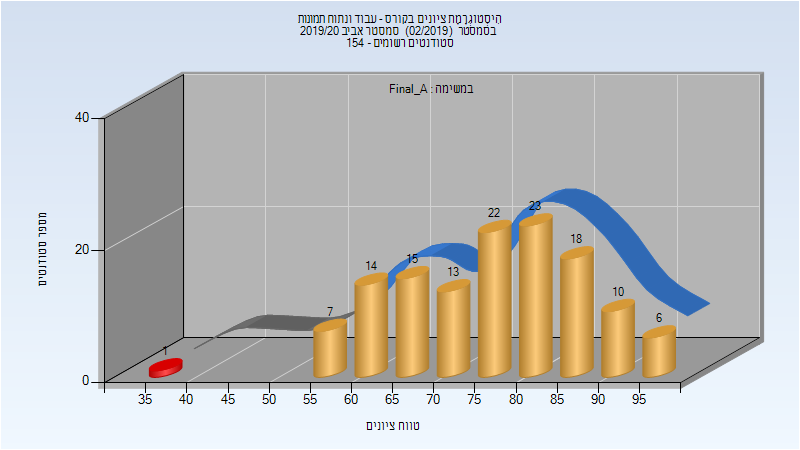 היסטוגרמת ציונים בקורס - עבוד ונתוח תמונות
בסמסטר (02/2019) סמסטר אביב 2019/20
סטודנטים רשומים - 154
במשימה : Final_A
מספר סטודנטים
40
20
0
1
7
14
15
13
22
23
18
10
6
35 40 45 50 55 60 65 70 75 80 85 90 95
טווח ציונים